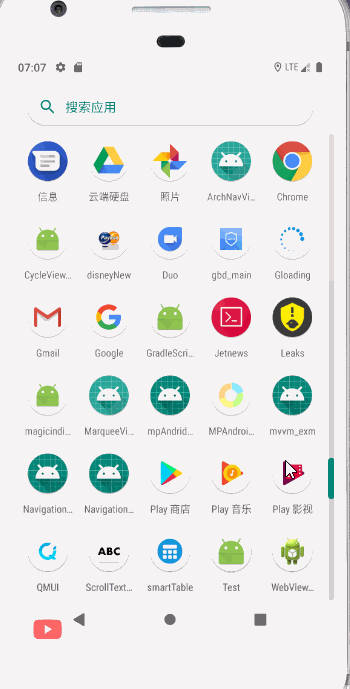 07:07 LTE
搜索应用
信息 云端硬盘 照片 ArchNavVi... Chrome
CycleView... disneyNew Duo gbd_main Gloading
Gmail Google GradleScri... Jetnews Leaks
magicindi... MarqueeVi... mpAndrid... MPAndroi... mvvm_exm
Navigation... Navigation... Play 商店 Play 音乐 Play 影视
ABC
QMUI ScrollText... smartTable Test WebView...